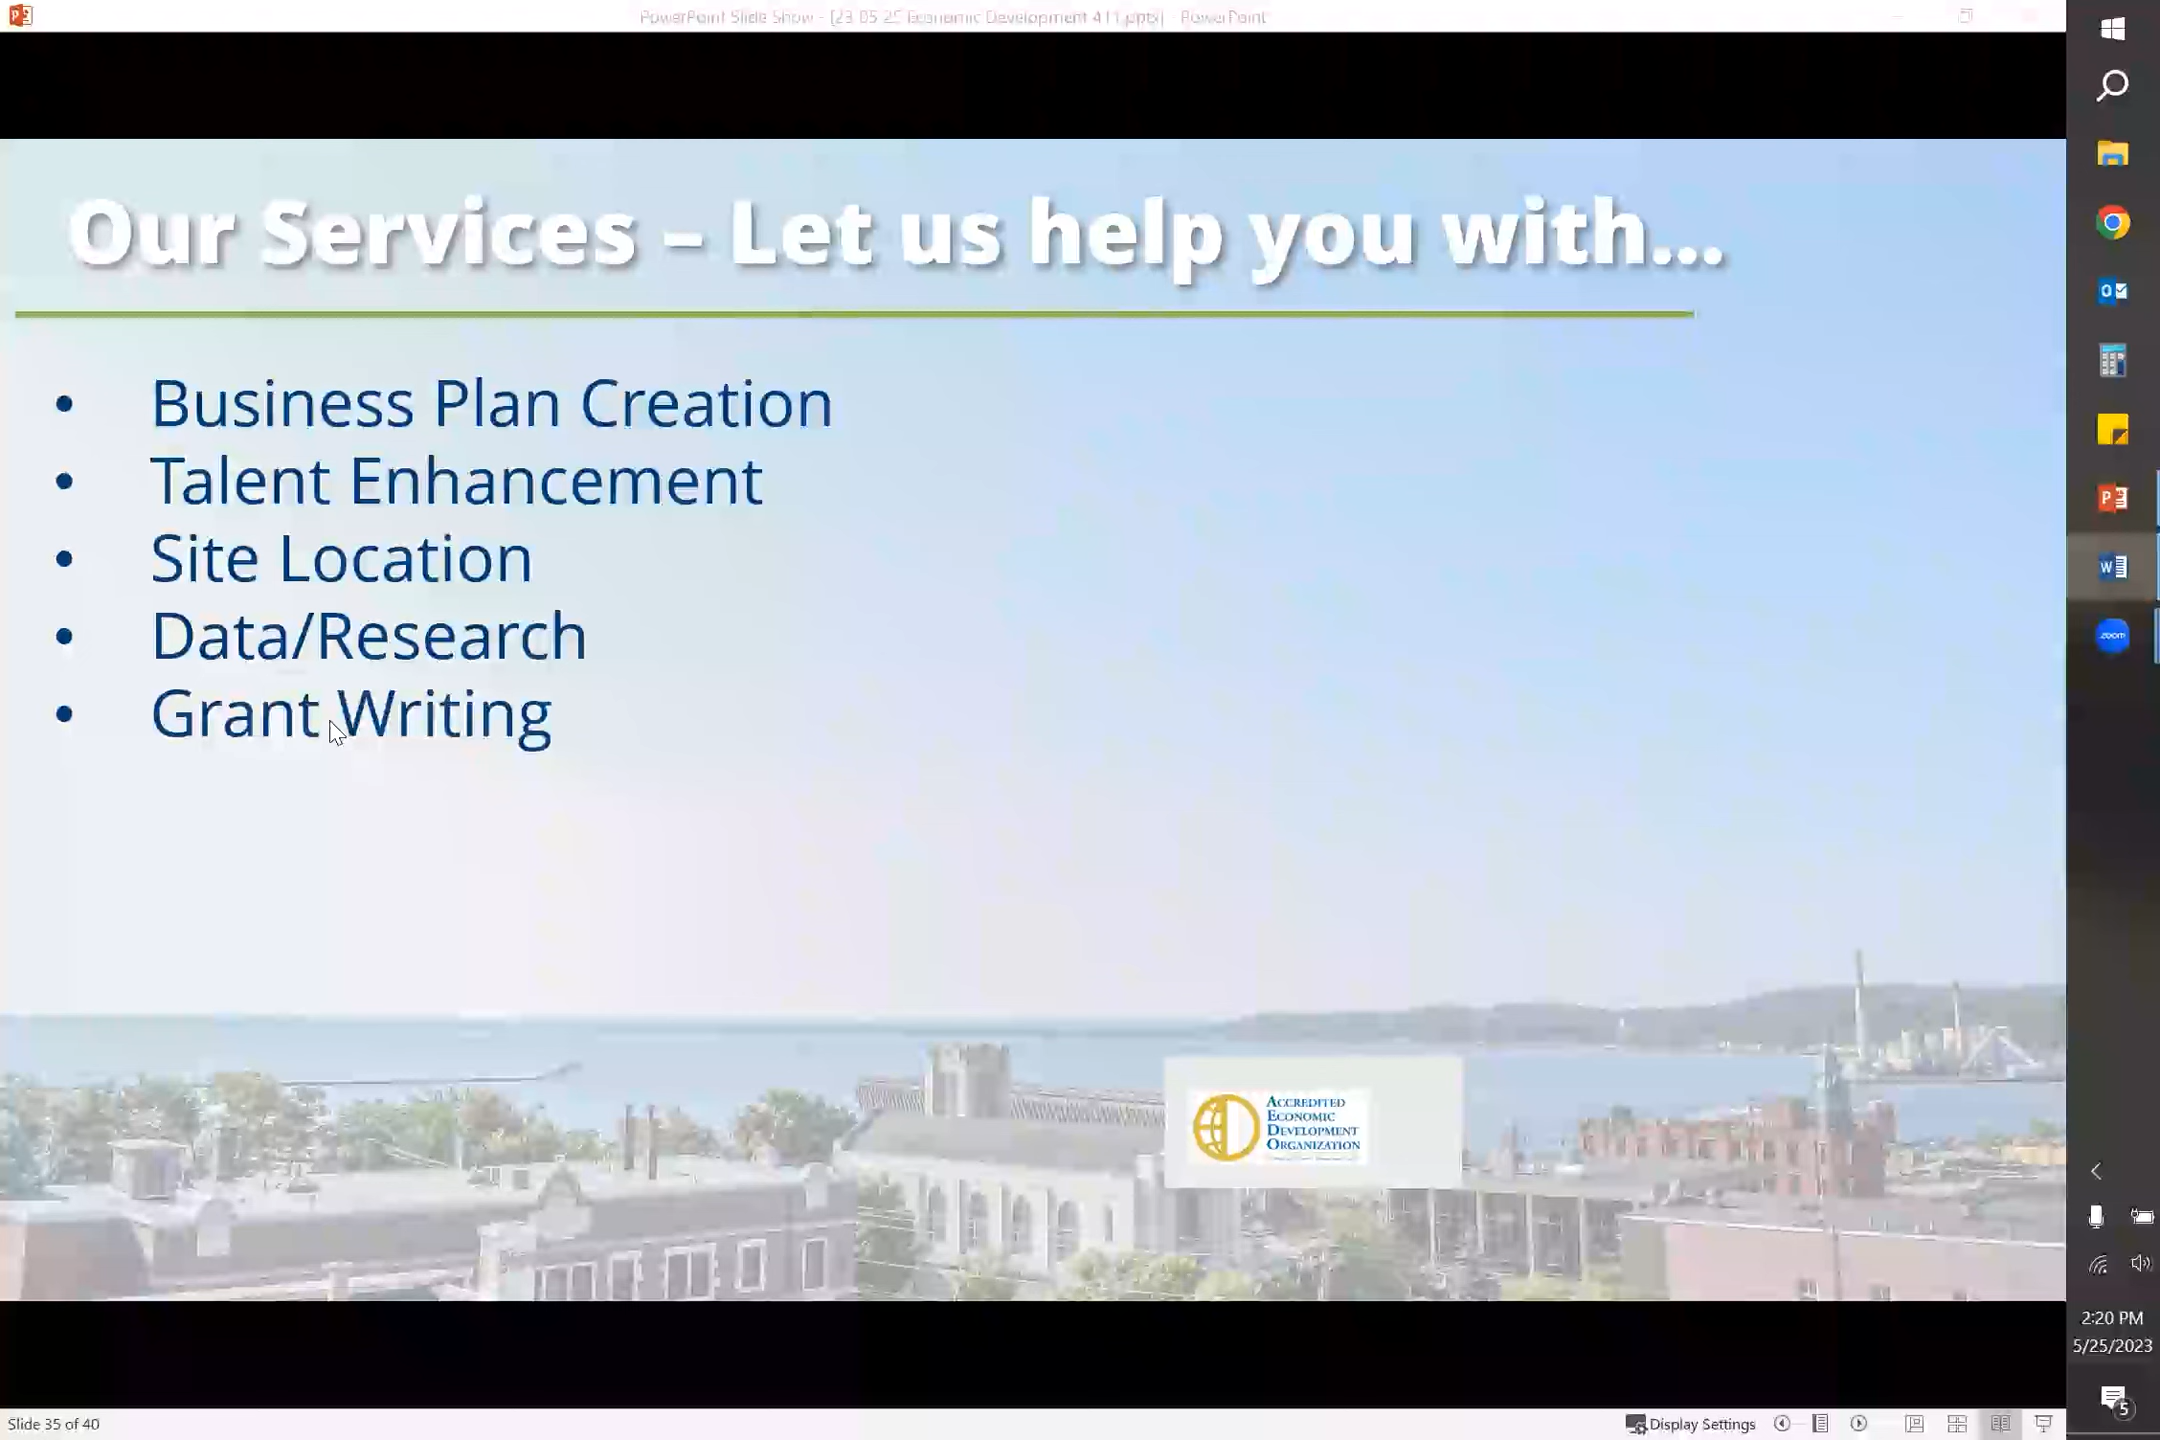 PowerPoint Slide Show - [23-05-25 Economic Development 411.pptx] - PowerPoint
Our Services – Let us help you with...
• Business Plan Creation
• Talent Enhancement
• Site Location
• Data/Research
• Grant Writing
ACCREDITED
ECONOMIC
DEVELOPMENT
ORGANIZATION
zoom
2:20 PM
5/25/2023
5
Slide 35 of 40
Display Settings